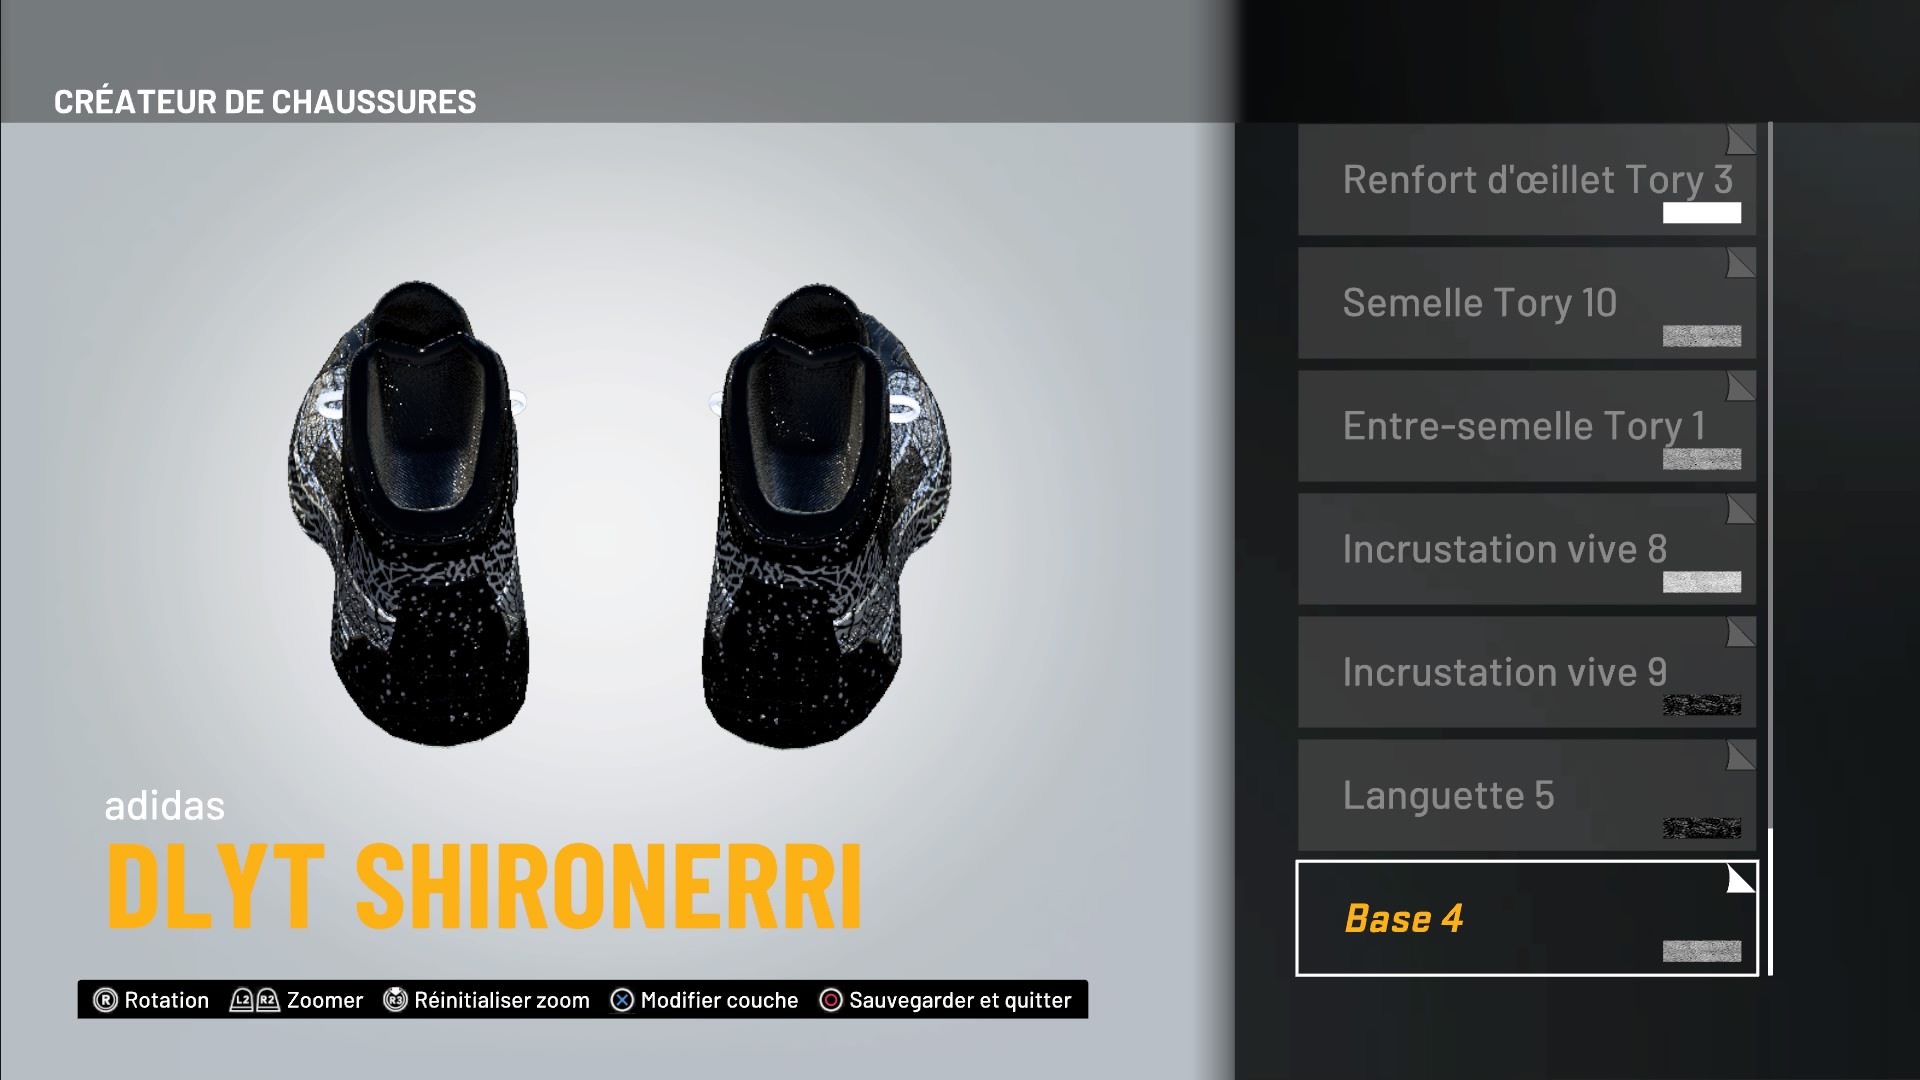 CRÉATEUR DE CHAUSSURES
Renfort d'œillet Tory 3
Semelle Tory 10
Entre-semelle Tory 1
Incrustation vive 8
Incrustation vive 9
Languette 5
Base 4
adidas
DLYT SHIRONERRI
R Rotation L2 R2 Zoomer R3 Réinitialiser zoom Modifier couche Sauvegarder et quitter